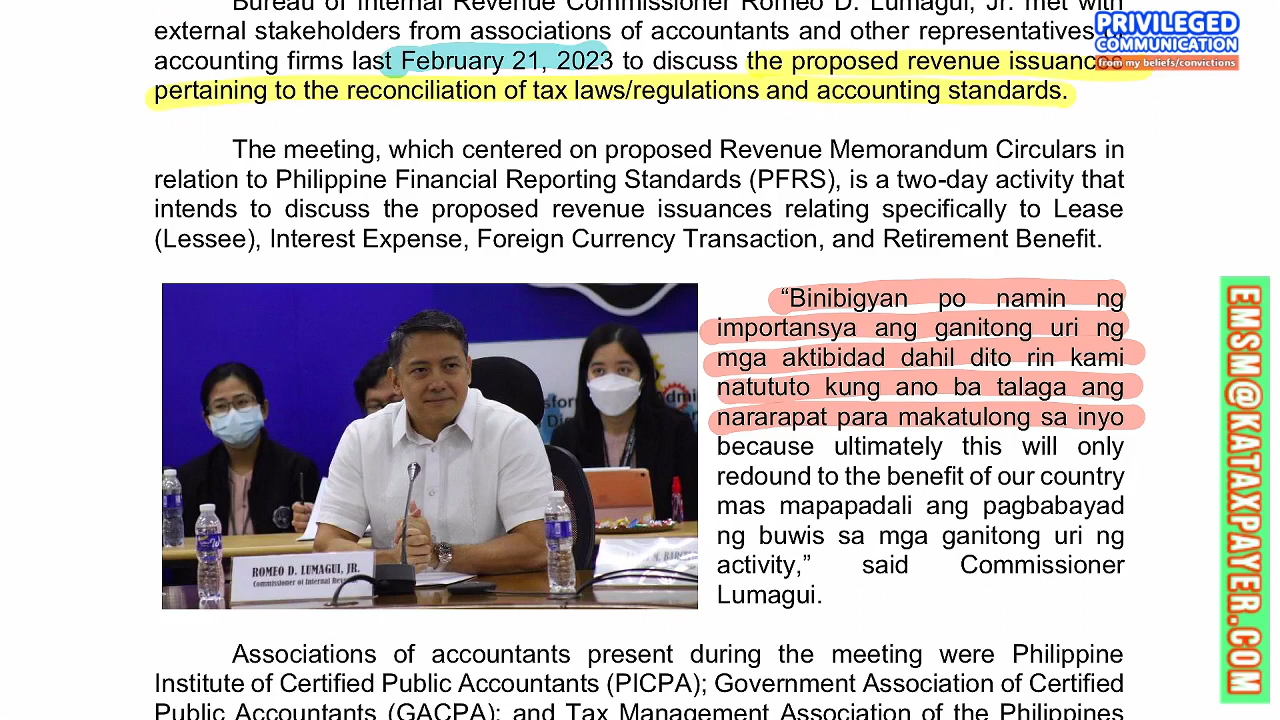 Bureau of Internal Revenue Commissioner Romeo D. Lumagui, Jr. met with
external stakeholders from associations of accountants and other representatives
accounting firms last February 21, 2023 to discuss the proposed revenue issuances
pertaining to the reconciliation of tax laws/regulations and accounting standards.
PRIVILEGED
COMMUNICATION
from my beliefs/convictions
The meeting, which centered on proposed Revenue Memorandum Circulars in
relation to Philippine Financial Reporting Standards (PFRS), is a two-day activity that
intends to discuss the proposed revenue issuances relating specifically to Lease
(Lessee), Interest Expense, Foreign Currency Transaction, and Retirement Benefit.
“Binibigyan po namin ng
importansya ang ganitong uri ng
mga aktibidad dahil dito rin kami
natututo kung ano ba talaga ang
nararapat para makatulong sa inyo
because ultimately this will only
redound to the benefit of our country
mas mapapadali ang pagbabayad
ng buwis sa mga ganitong uri ng
activity,” said Commissioner
Lumagui.
ROMEO D. LUMAGUI, JR.
Commissioner of Internal
EMSM@KATAXPAYER.COM
Associations of accountants present during the meeting were Philippine
Institute of Certified Public Accountants (PICPA); Government Association of Certified
Public Accountants (GACPA); and Tax Management Association of the Philippines